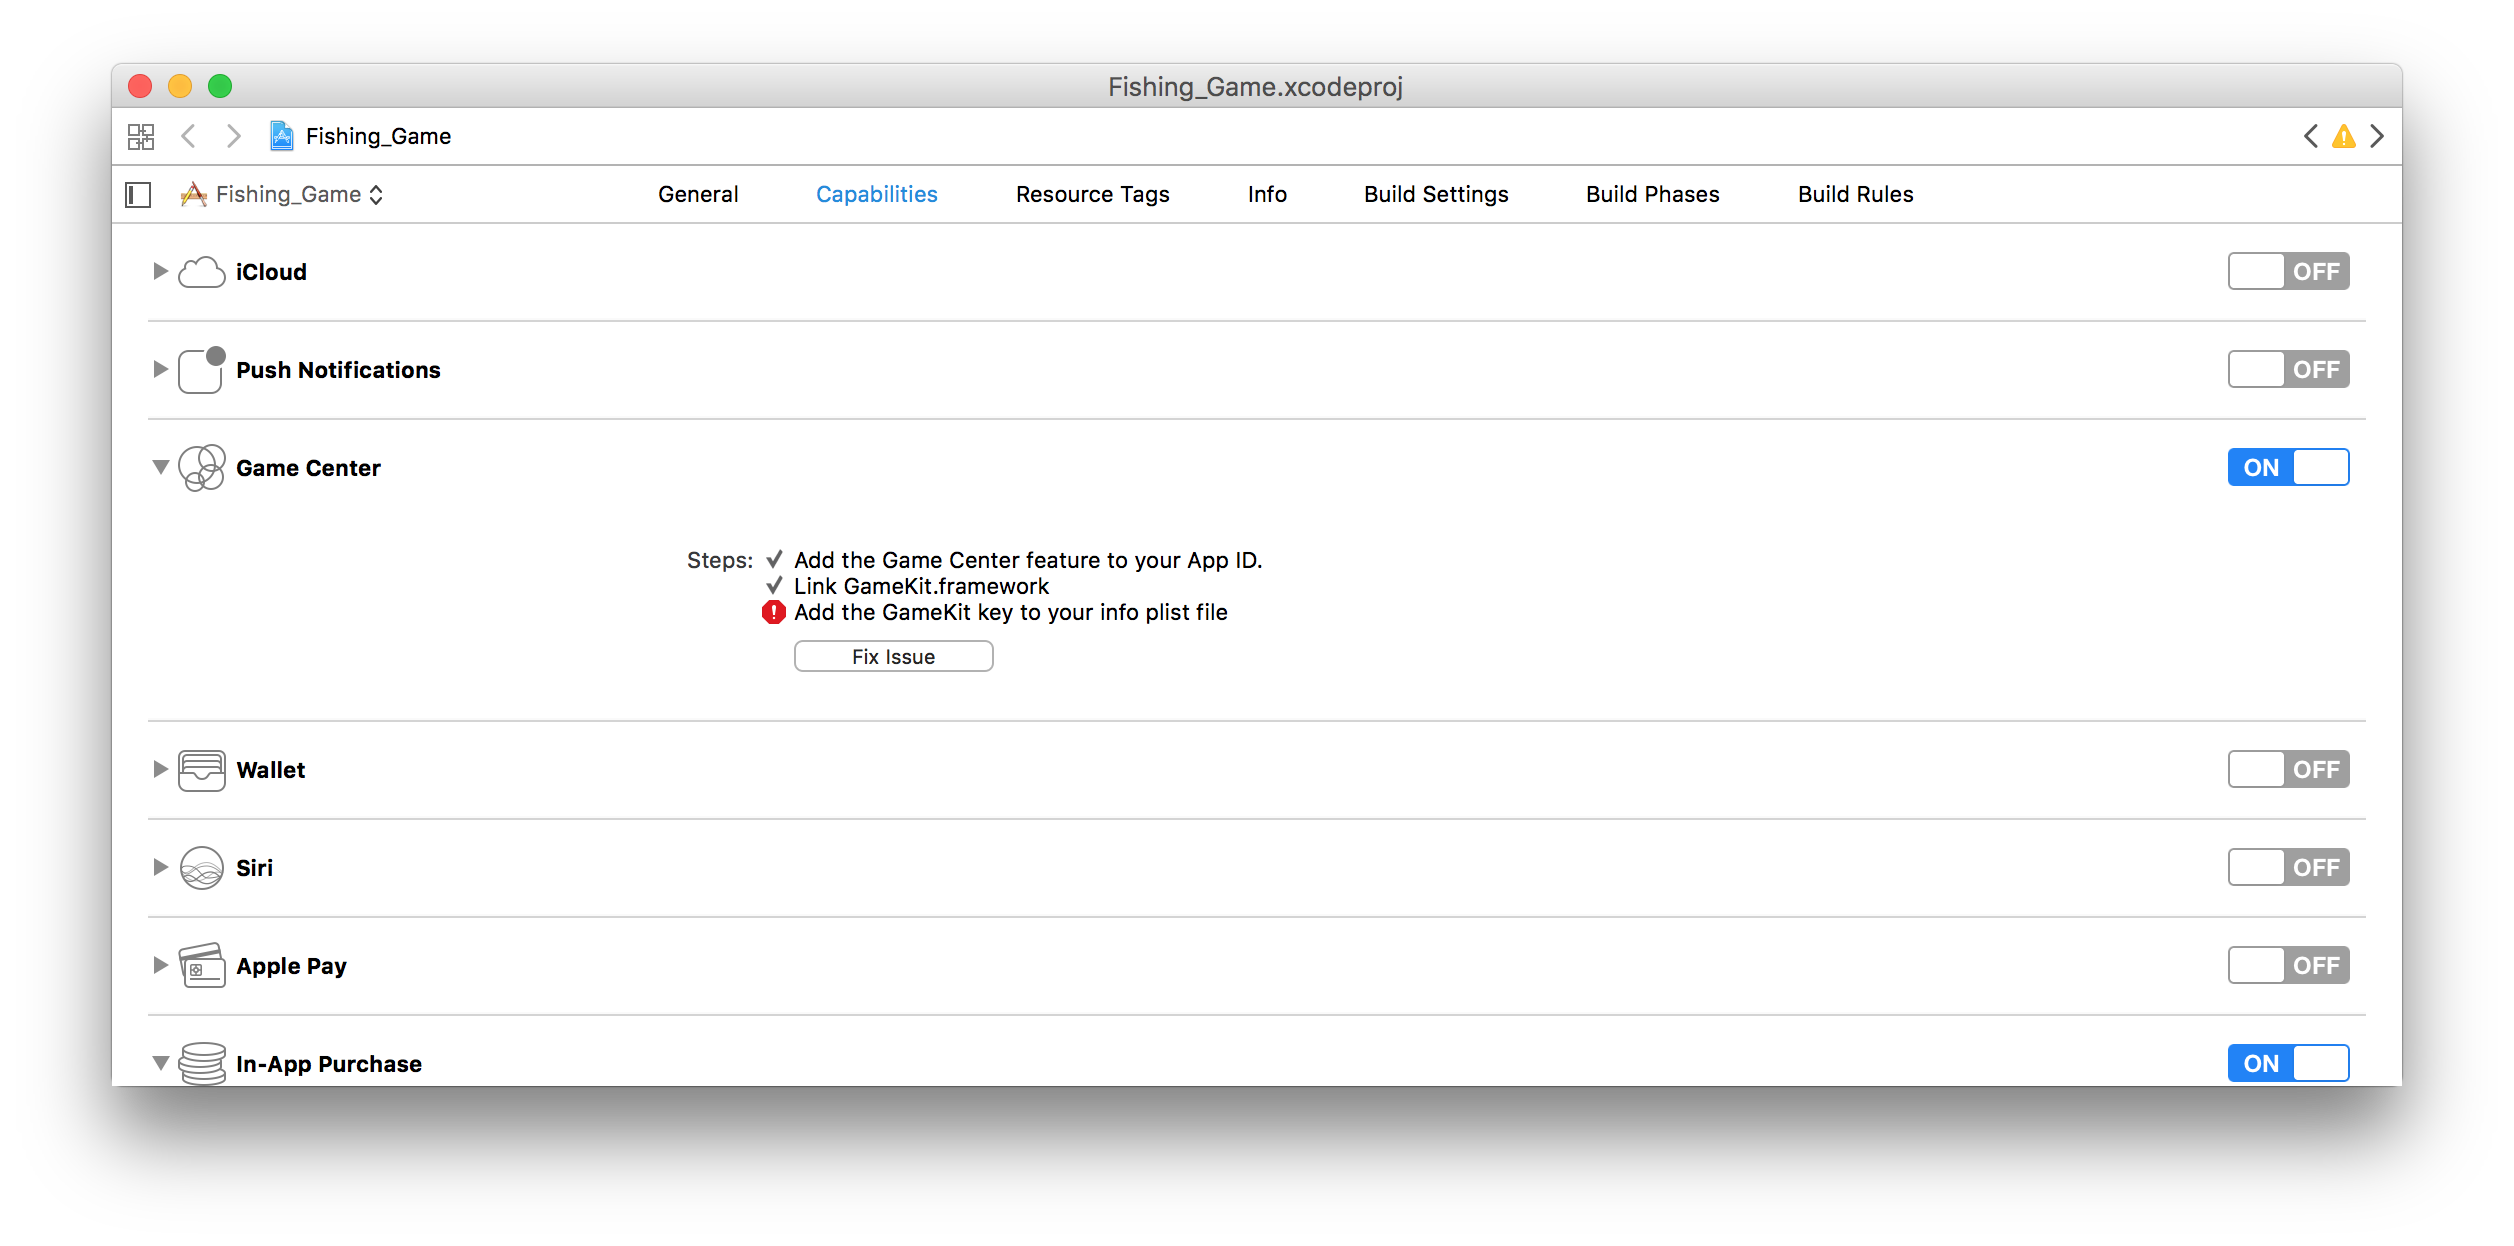 Fishing_Game.xcodeproj
Fishing_Game
Fishing_Game General Capabilities Resource Tags Info Build Settings Build Phases Build Rules
iCloud OFF
Push Notifications OFF
Game Center ON
Steps: ✓ Add the Game Center feature to your App ID.
✓ Link GameKit.framework
Add the GameKit key to your info plist file
Fix Issue
Wallet OFF
Siri OFF
Apple Pay OFF
In-App Purchase ON